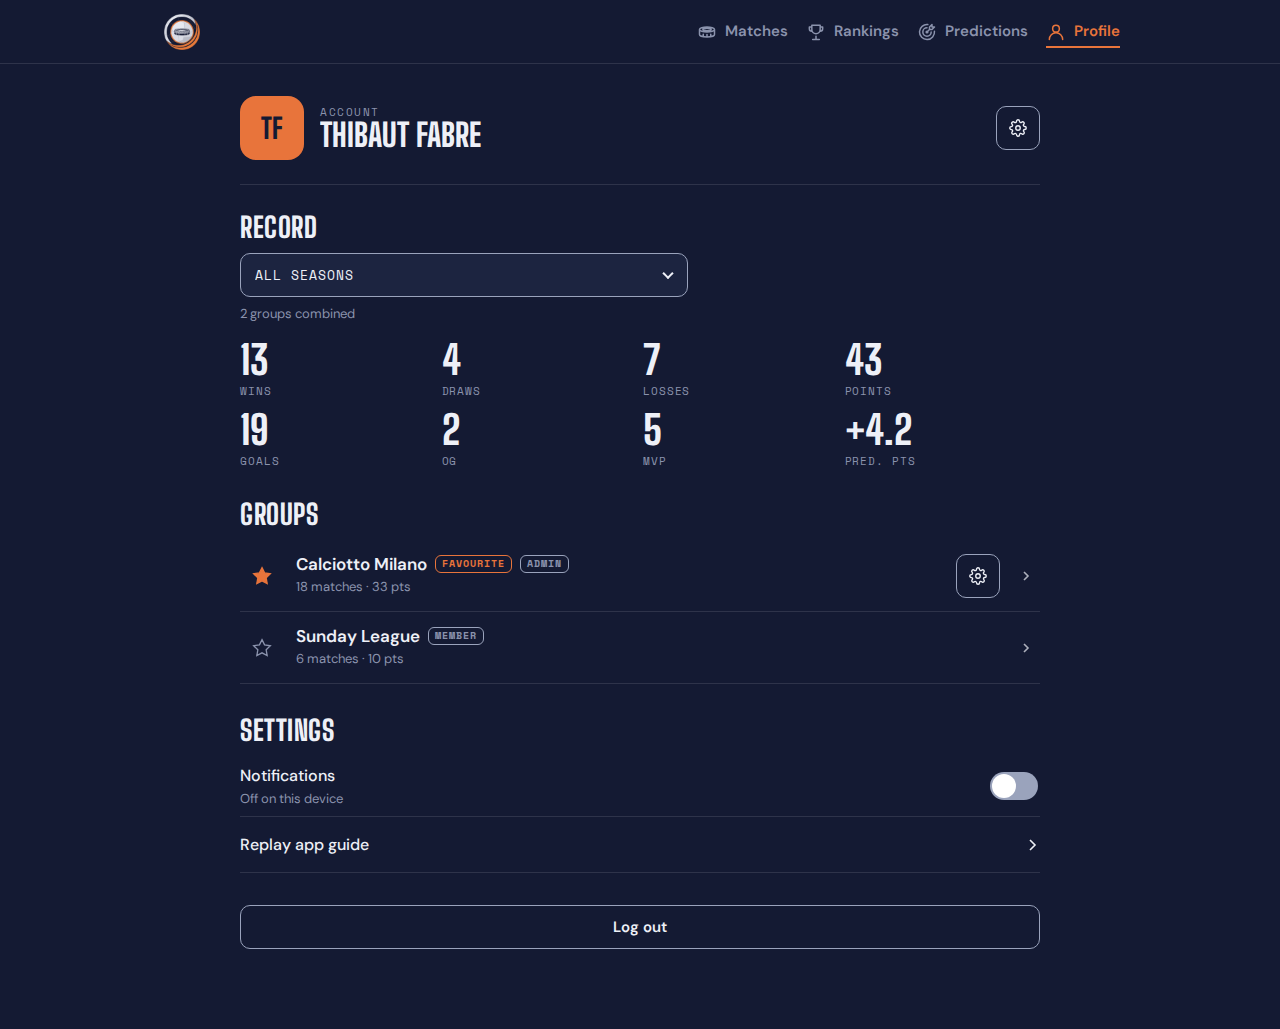 Matches
Rankings
Predictions
Profile
TF
ACCOUNT
THIBAUT FABRE
RECORD
ALL SEASONS
2 groups combined
13 4 7 43
WINS DRAWS LOSSES POINTS
19 2 5 +4.2
GOALS OG MVP PRED. PTS
GROUPS
Calciotto Milano FAVOURITE ADMIN
18 matches · 33 pts
Sunday League MEMBER
6 matches · 10 pts
SETTINGS
Notifications
Off on this device
Replay app guide
Log out